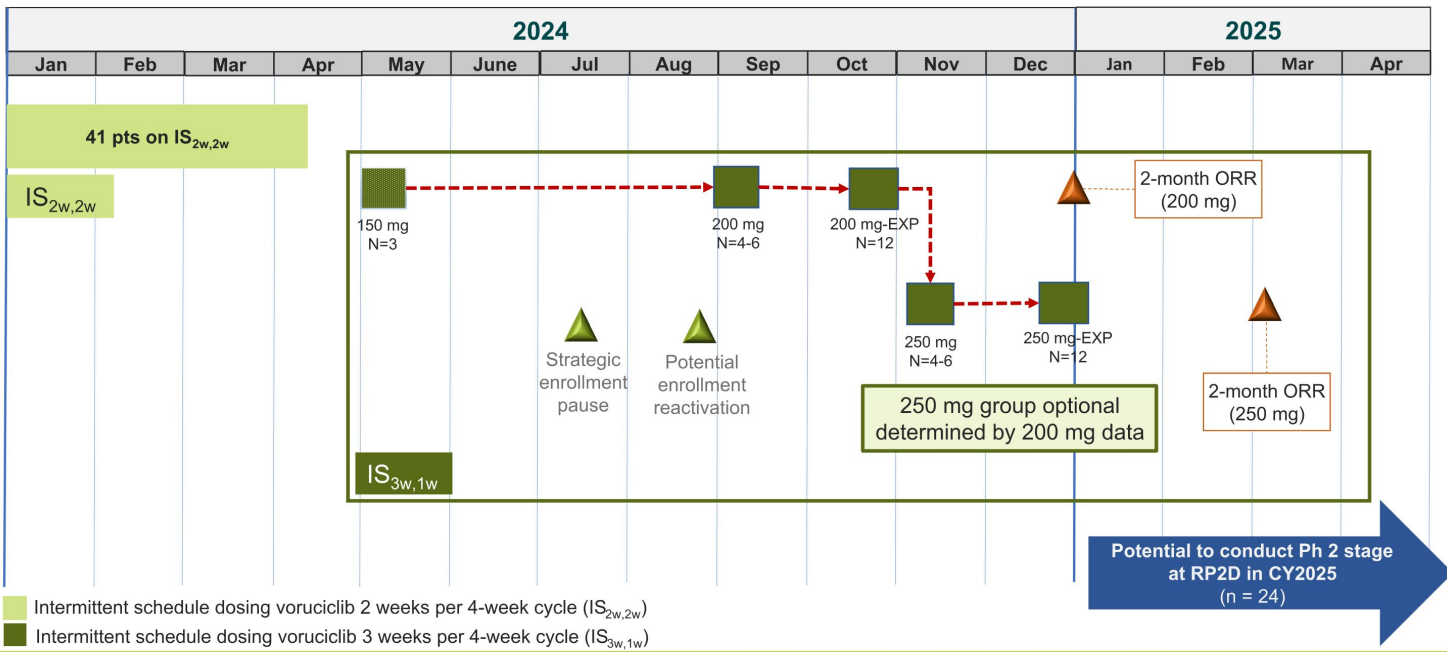 2024
2025
Jan Feb Mar Apr May June Jul Aug Sep Oct Nov Dec Jan Feb Mar Apr
41 pts on IS2w,2w
IS2w,2w
150 mg
N=3
200 mg
N=4-6
200 mg-EXP
N=12
2-month ORR
(200 mg)
Strategic
enrollment
pause
Potential
enrollment
reactivation
250 mg
N=4-6
250 mg-EXP
N=12
2-month ORR
(250 mg)
250 mg group optional
determined by 200 mg data
IS3w,1w
Potential to conduct Ph 2 stage
at RP2D in CY2025
(n = 24)
Intermittent schedule dosing voruciclib 2 weeks per 4-week cycle (IS2w,2w)
Intermittent schedule dosing voruciclib 3 weeks per 4-week cycle (IS3w,1w)